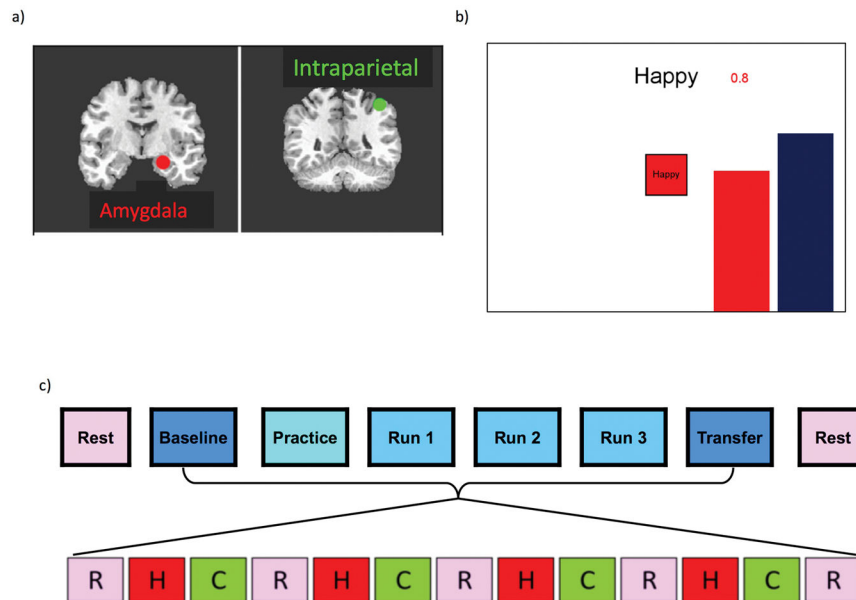 a)
Intraparietal
Amygdala
b)
Happy 0.8
Happy
c)
Rest Baseline Practice Run 1 Run 2 Run 3 Transfer Rest
R H C R H C R H C R H C R